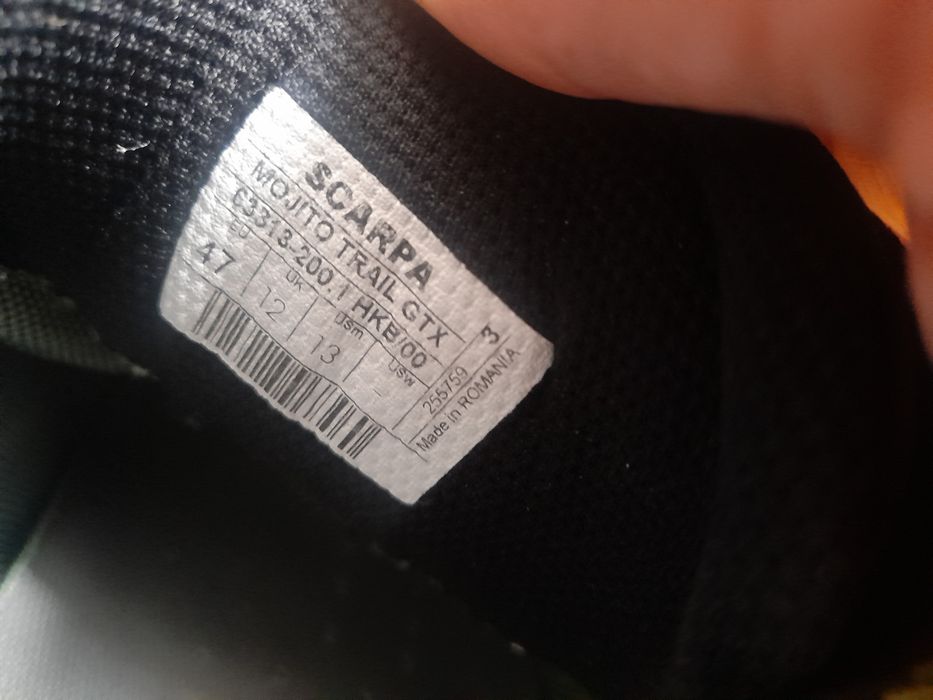 SCARPA
MOJITO TRAIL GTX
63313-200.1 HKB/00
EU UK usm usw
47 12 13 -
255759
Made in ROMANIA
3